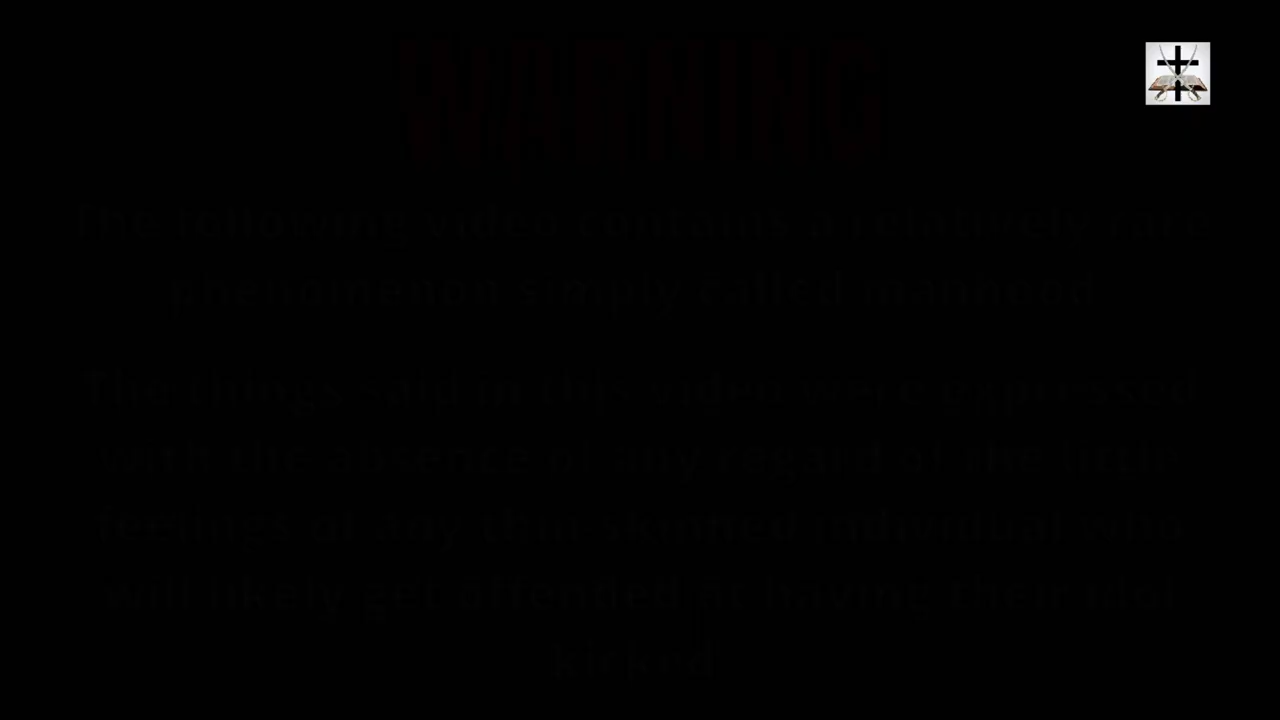 WARNING
The following video contains a relatively rare
phenomenon simply called manhood
The things said in this video were expressed
with the absence of any regard of the little
feelings of any thin-skinned individual who
will likely get offended at having their idol
kicked